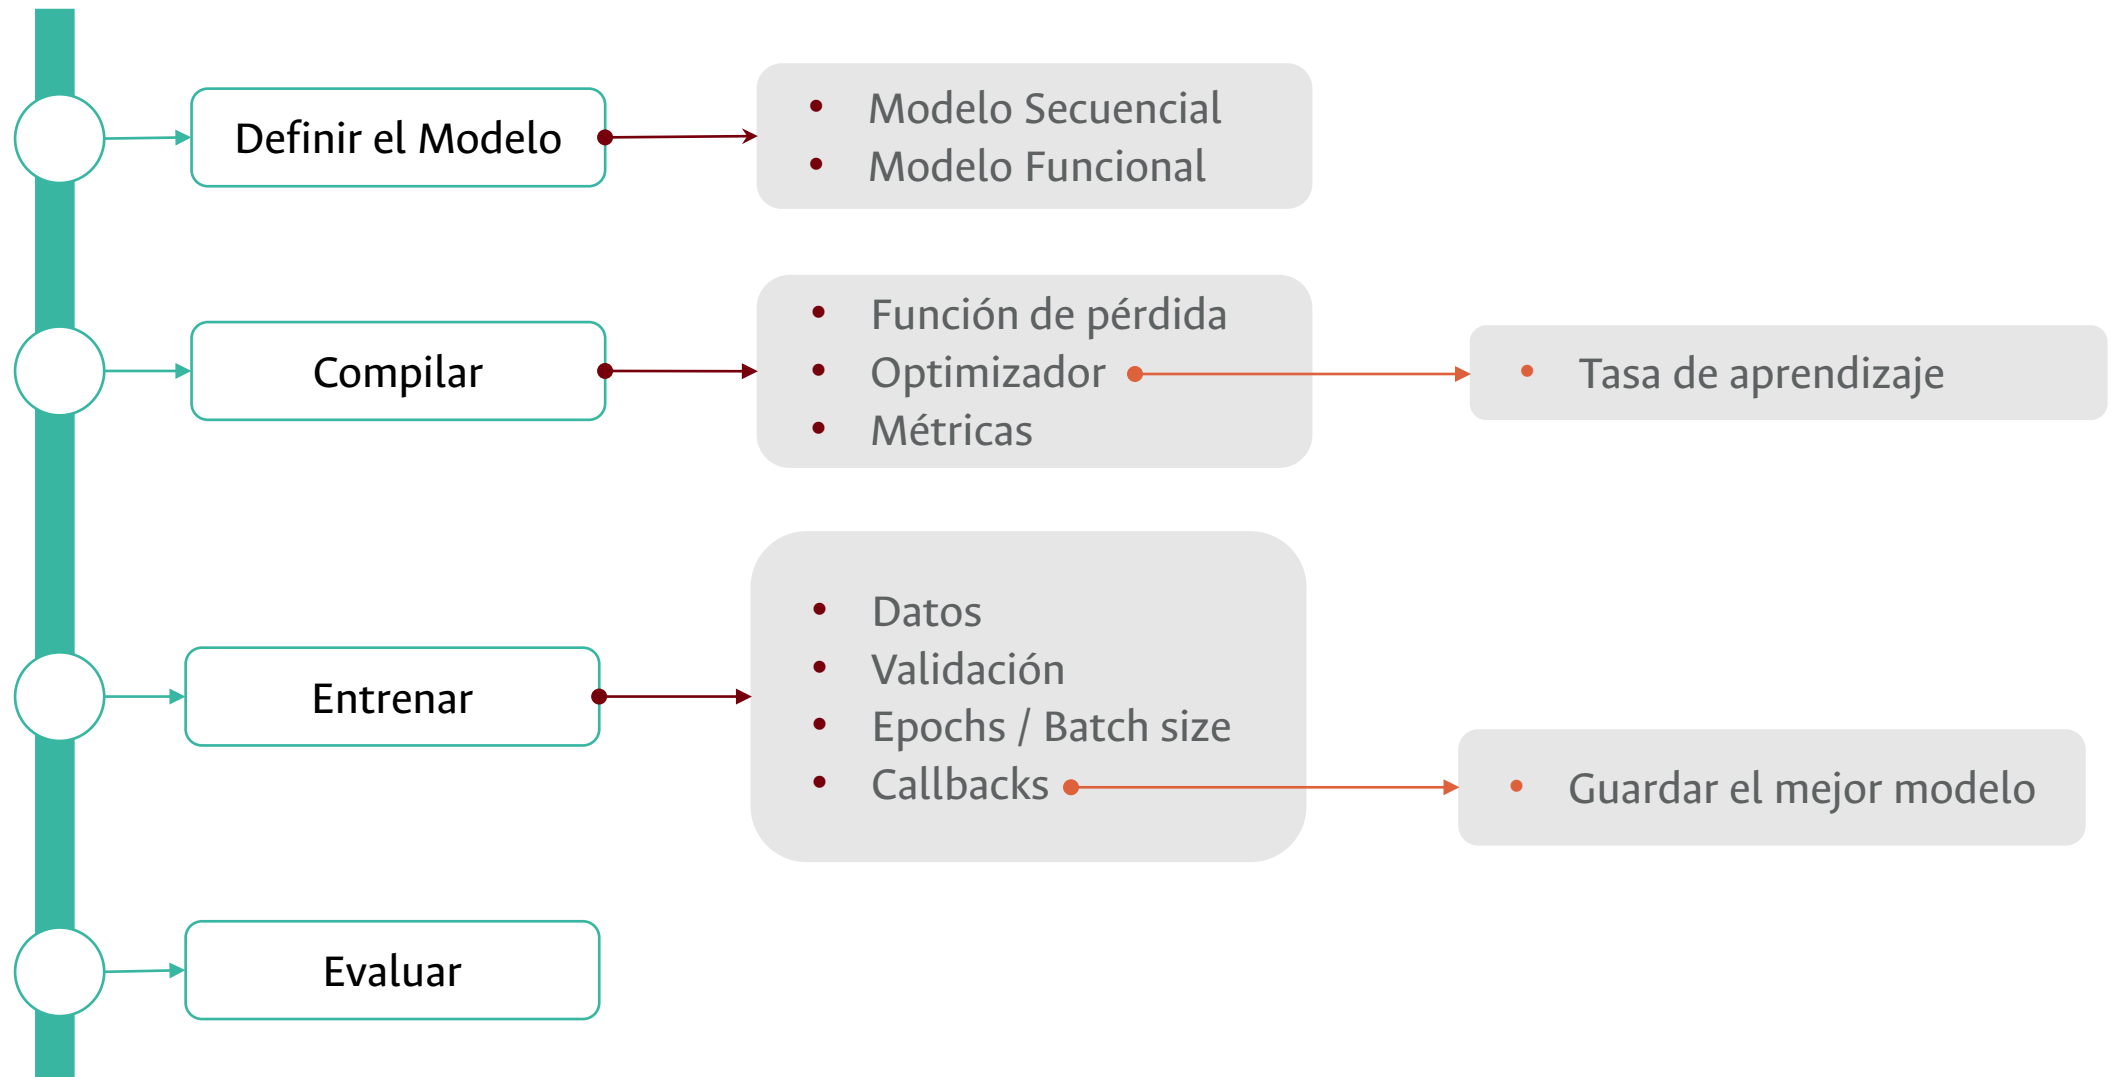 Definir el Modelo
Modelo Secuencial
Modelo Funcional
Compilar
Función de pérdida
Optimizador
Métricas
Tasa de aprendizaje
Entrenar
Datos
Validación
Epochs / Batch size
Callbacks
Guardar el mejor modelo
Evaluar